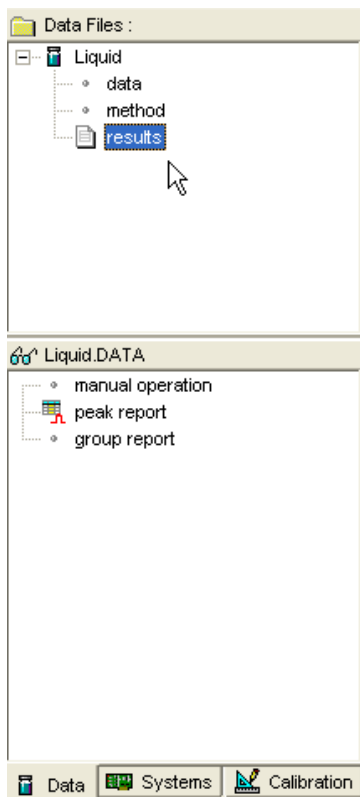 Data Files :
Liquid
data
method
results
Liquid.DATA
manual operation
peak report
group report
Data Systems Calibration